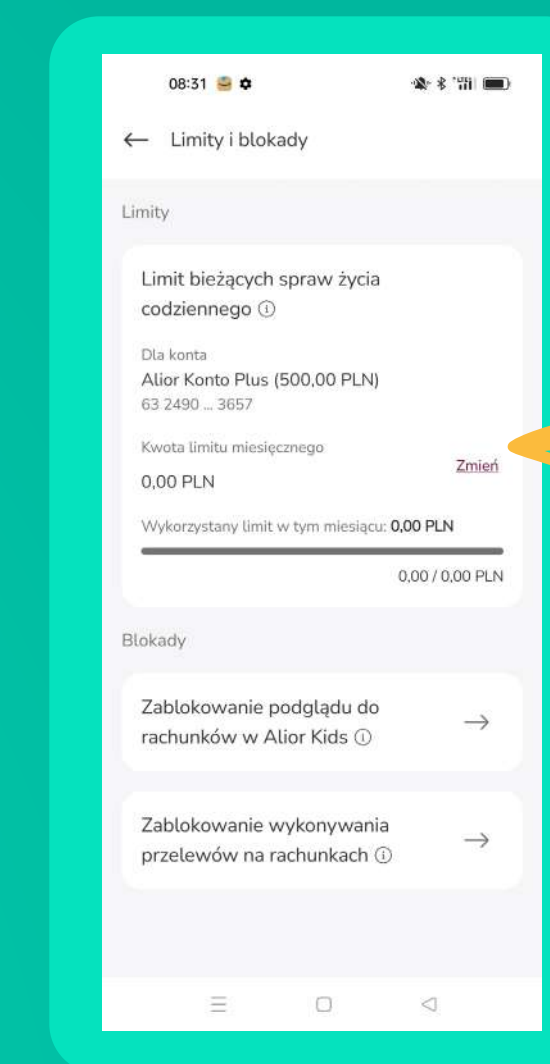 08:31
Limity i blokady
Limity
Limit bieżących spraw życia
codziennego
Dla konta
Alior Konto Plus (500,00 PLN)
63 2490 ... 3657
Kwota limitu miesięcznego
0,00 PLN
Zmień
Wykorzystany limit w tym miesiącu: 0,00 PLN
0,00 / 0,00 PLN
Blokady
Zablokowanie podglądu do
rachunków w Alior Kids
Zablokowanie wykonywania
przelewów na rachunkach